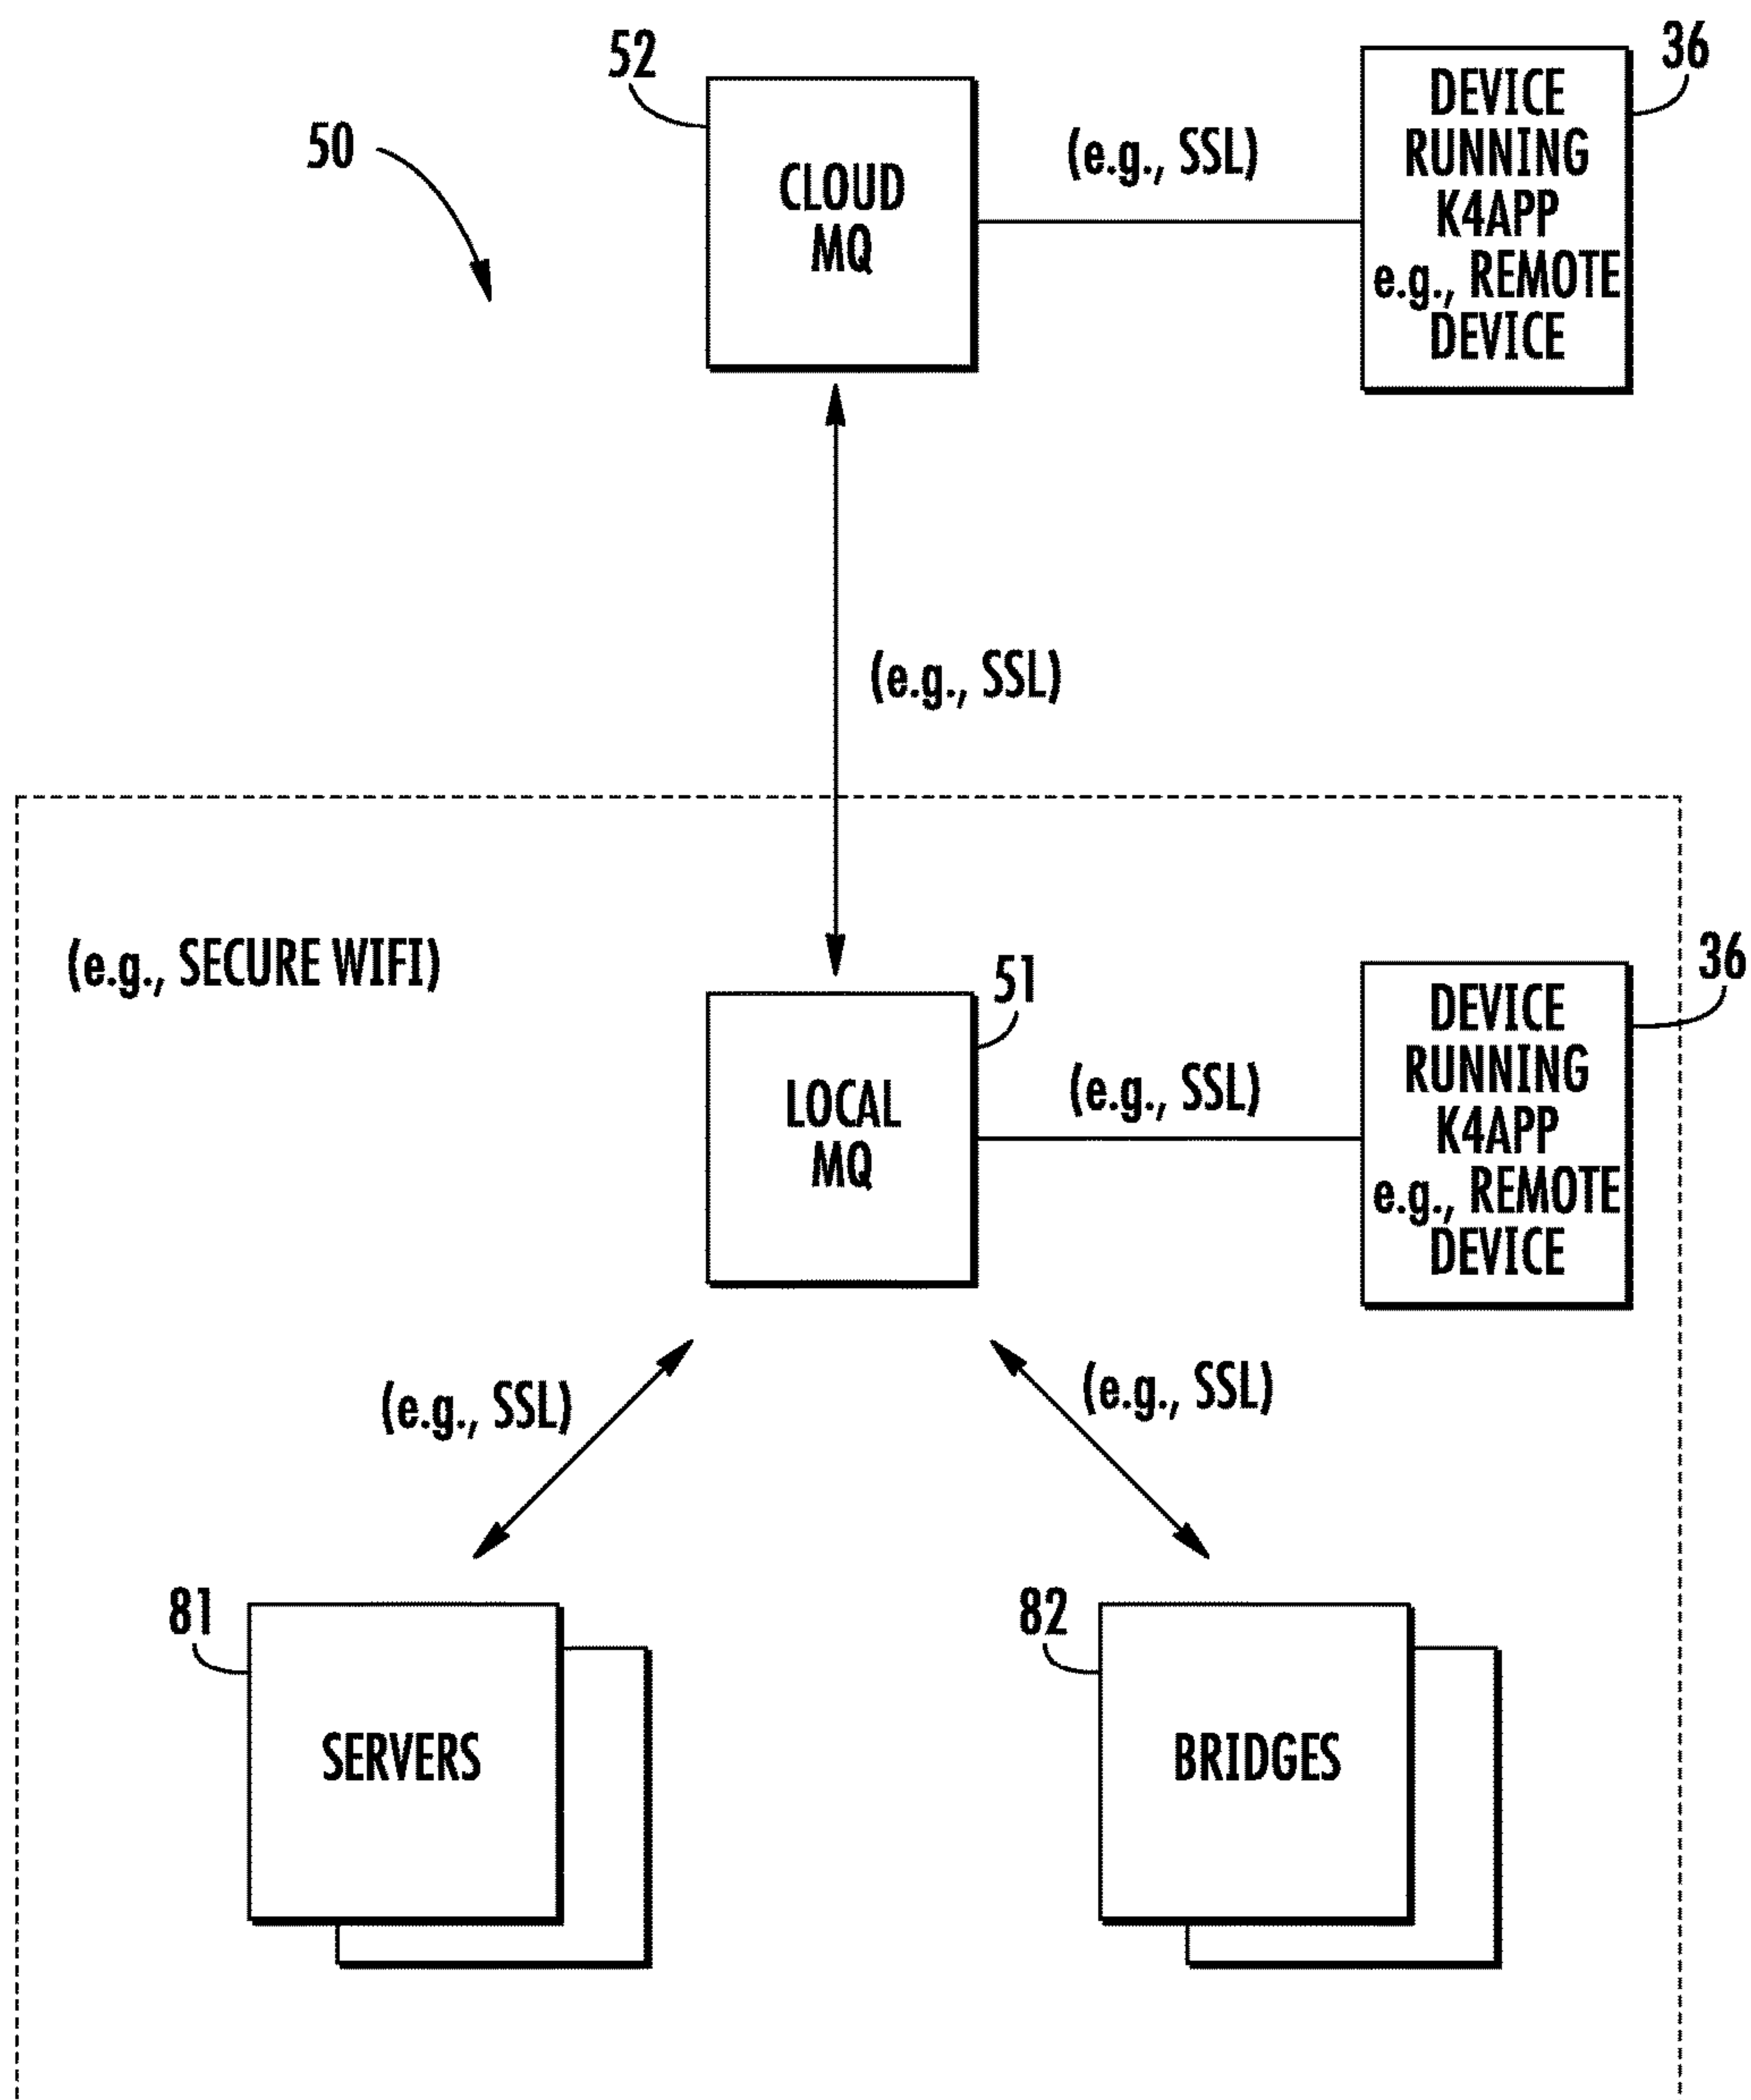 52
36
50
CLOUD
MQ
(e.g., SSL)
DEVICE
RUNNING
K4APP
e.g., REMOTE
DEVICE
(e.g., SSL)
(e.g., SECURE WIFI)
51
36
LOCAL
MQ
(e.g., SSL)
DEVICE
RUNNING
K4APP
e.g., REMOTE
DEVICE
(e.g., SSL)
(e.g., SSL)
81
82
SERVERS
BRIDGES